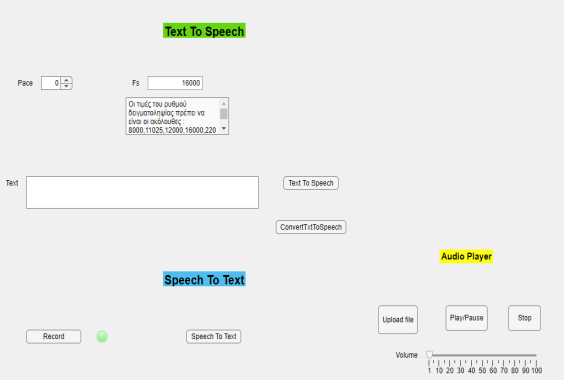 Text To Speech
Pace 0 Fs 16000
Οι τιμές του ρυθμού
δειγματοληψίας πρέπει να
είναι οι ακόλουθες :
8000,11025,12000,16000,220
Text Text To Speech
ConvertTxtToSpeech
Audio Player
Speech To Text
Upload file Play/Pause Stop
Record Speech To Text
Volume
1 10 20 30 40 50 60 70 80 90 100